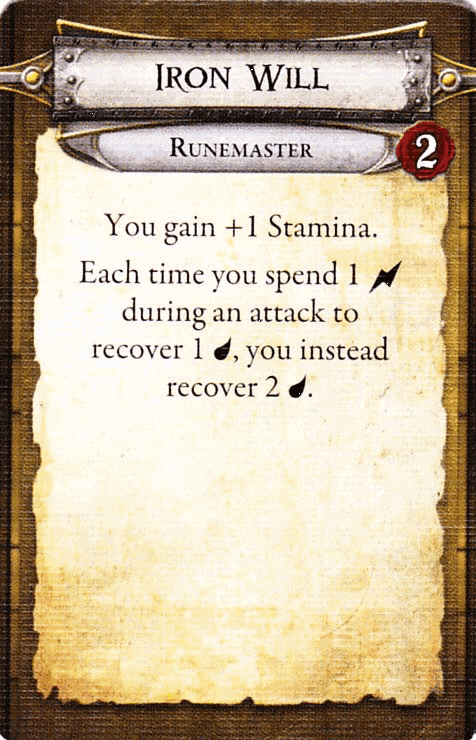 Iron Will
Runemaster
2
You gain +1 Stamina.
Each time you spend 1
during an attack to
recover 1 , you instead
recover 2 .